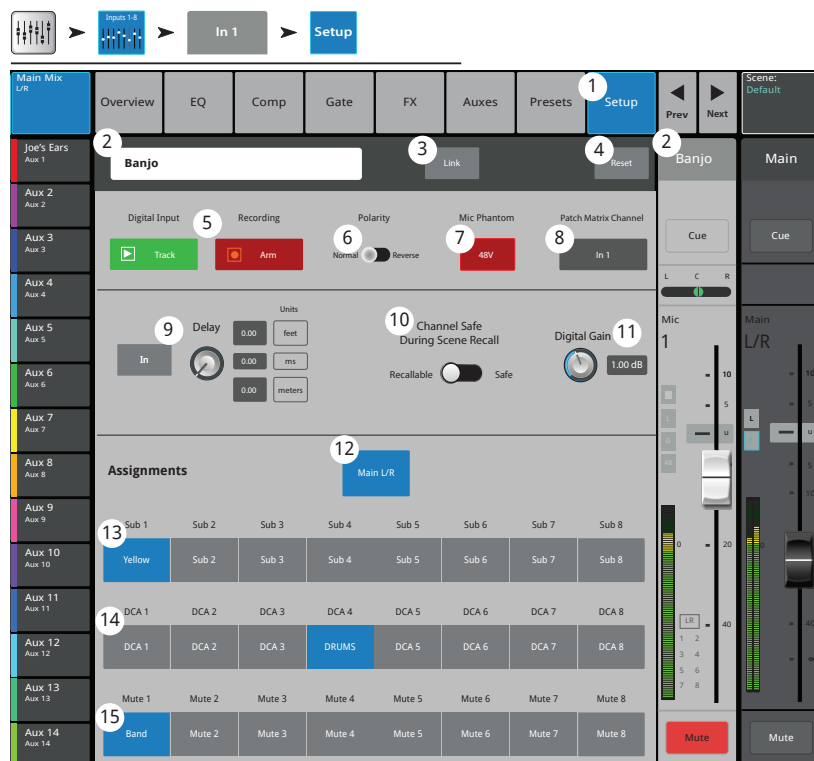 Inputs 1-8
In 1
Setup
Main Mix
L/R
Overview
EQ
Comp
Gate
FX
Auxes
Presets
1
Setup
Prev
Next
Scene:
Default
Joe's Ears
Aux 1
Aux 2
Aux 2
Aux 3
Aux 3
Aux 4
Aux 4
Aux 5
Aux 5
Aux 6
Aux 6
Aux 7
Aux 7
Aux 8
Aux 8
Aux 9
Aux 9
Aux 10
Aux 10
Aux 11
Aux 11
Aux 12
Aux 12
Aux 13
Aux 13
Aux 14
Aux 14
2
Banjo
3
Link
4
Reset
Digital Input
5
Recording
Polarity
Mic Phantom
Patch Matrix Channel
Track
Arm
6
Normal
Reverse
7
48V
8
In 1
9
In
Delay
Units
0.00 feet
0.00 ms
0.00 meters
10
Channel Safe
During Scene Recall
Recallable
Safe
Digital Gain
11
1.00 dB
Assignments
12
Main L/R
13
Sub 1 Sub 2 Sub 3 Sub 4 Sub 5 Sub 6 Sub 7 Sub 8
Yellow Sub 2 Sub 3 Sub 4 Sub 5 Sub 6 Sub 7 Sub 8
14
DCA 1 DCA 2 DCA 3 DCA 4 DCA 5 DCA 6 DCA 7 DCA 8
DCA 1 DCA 2 DCA 3 DRUMS DCA 5 DCA 6 DCA 7 DCA 8
15
Mute 1 Mute 2 Mute 3 Mute 4 Mute 5 Mute 6 Mute 7 Mute 8
Band Mute 2 Mute 3 Mute 4 Mute 5 Mute 6 Mute 7 Mute 8
2
Banjo
Cue
L C R
Mic
1
10
5
L
u
G
48
0
20
LR
40
1 2
3 4
5 6
7 8
Mute
Main
Cue
Main
L/R
10
5
L
u
5
10
20
40
Mute